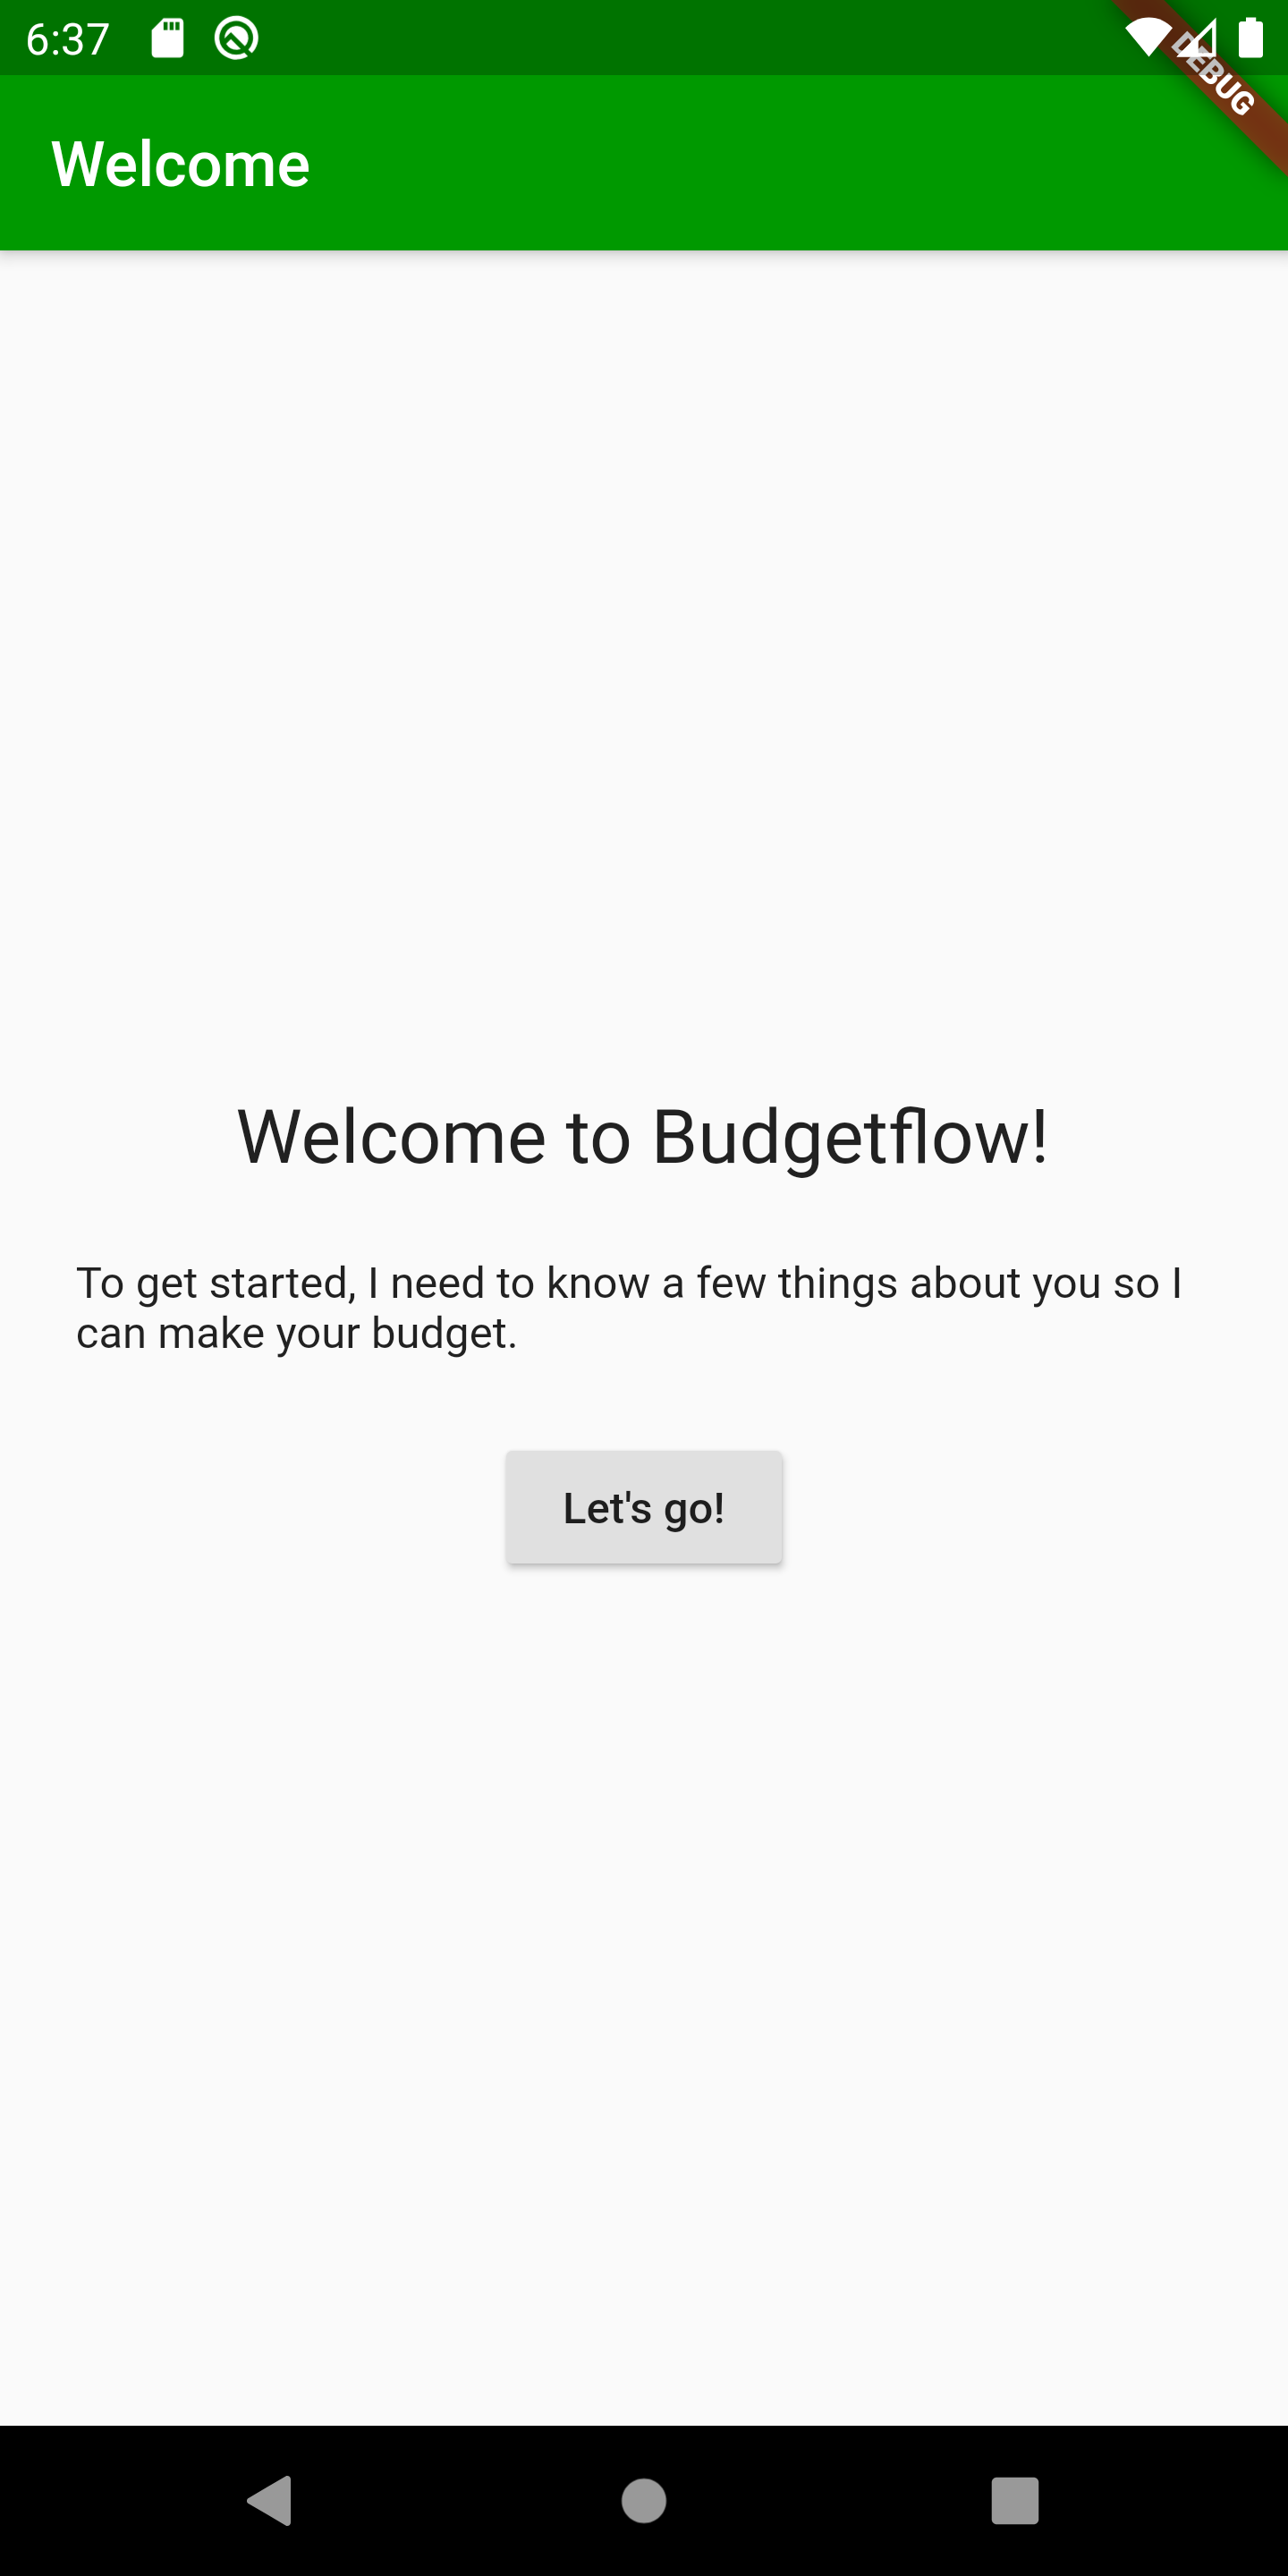 6:37
DEBUG
Welcome
Welcome to Budgetflow!
To get started, I need to know a few things about you so I
can make your budget.
Let's go!